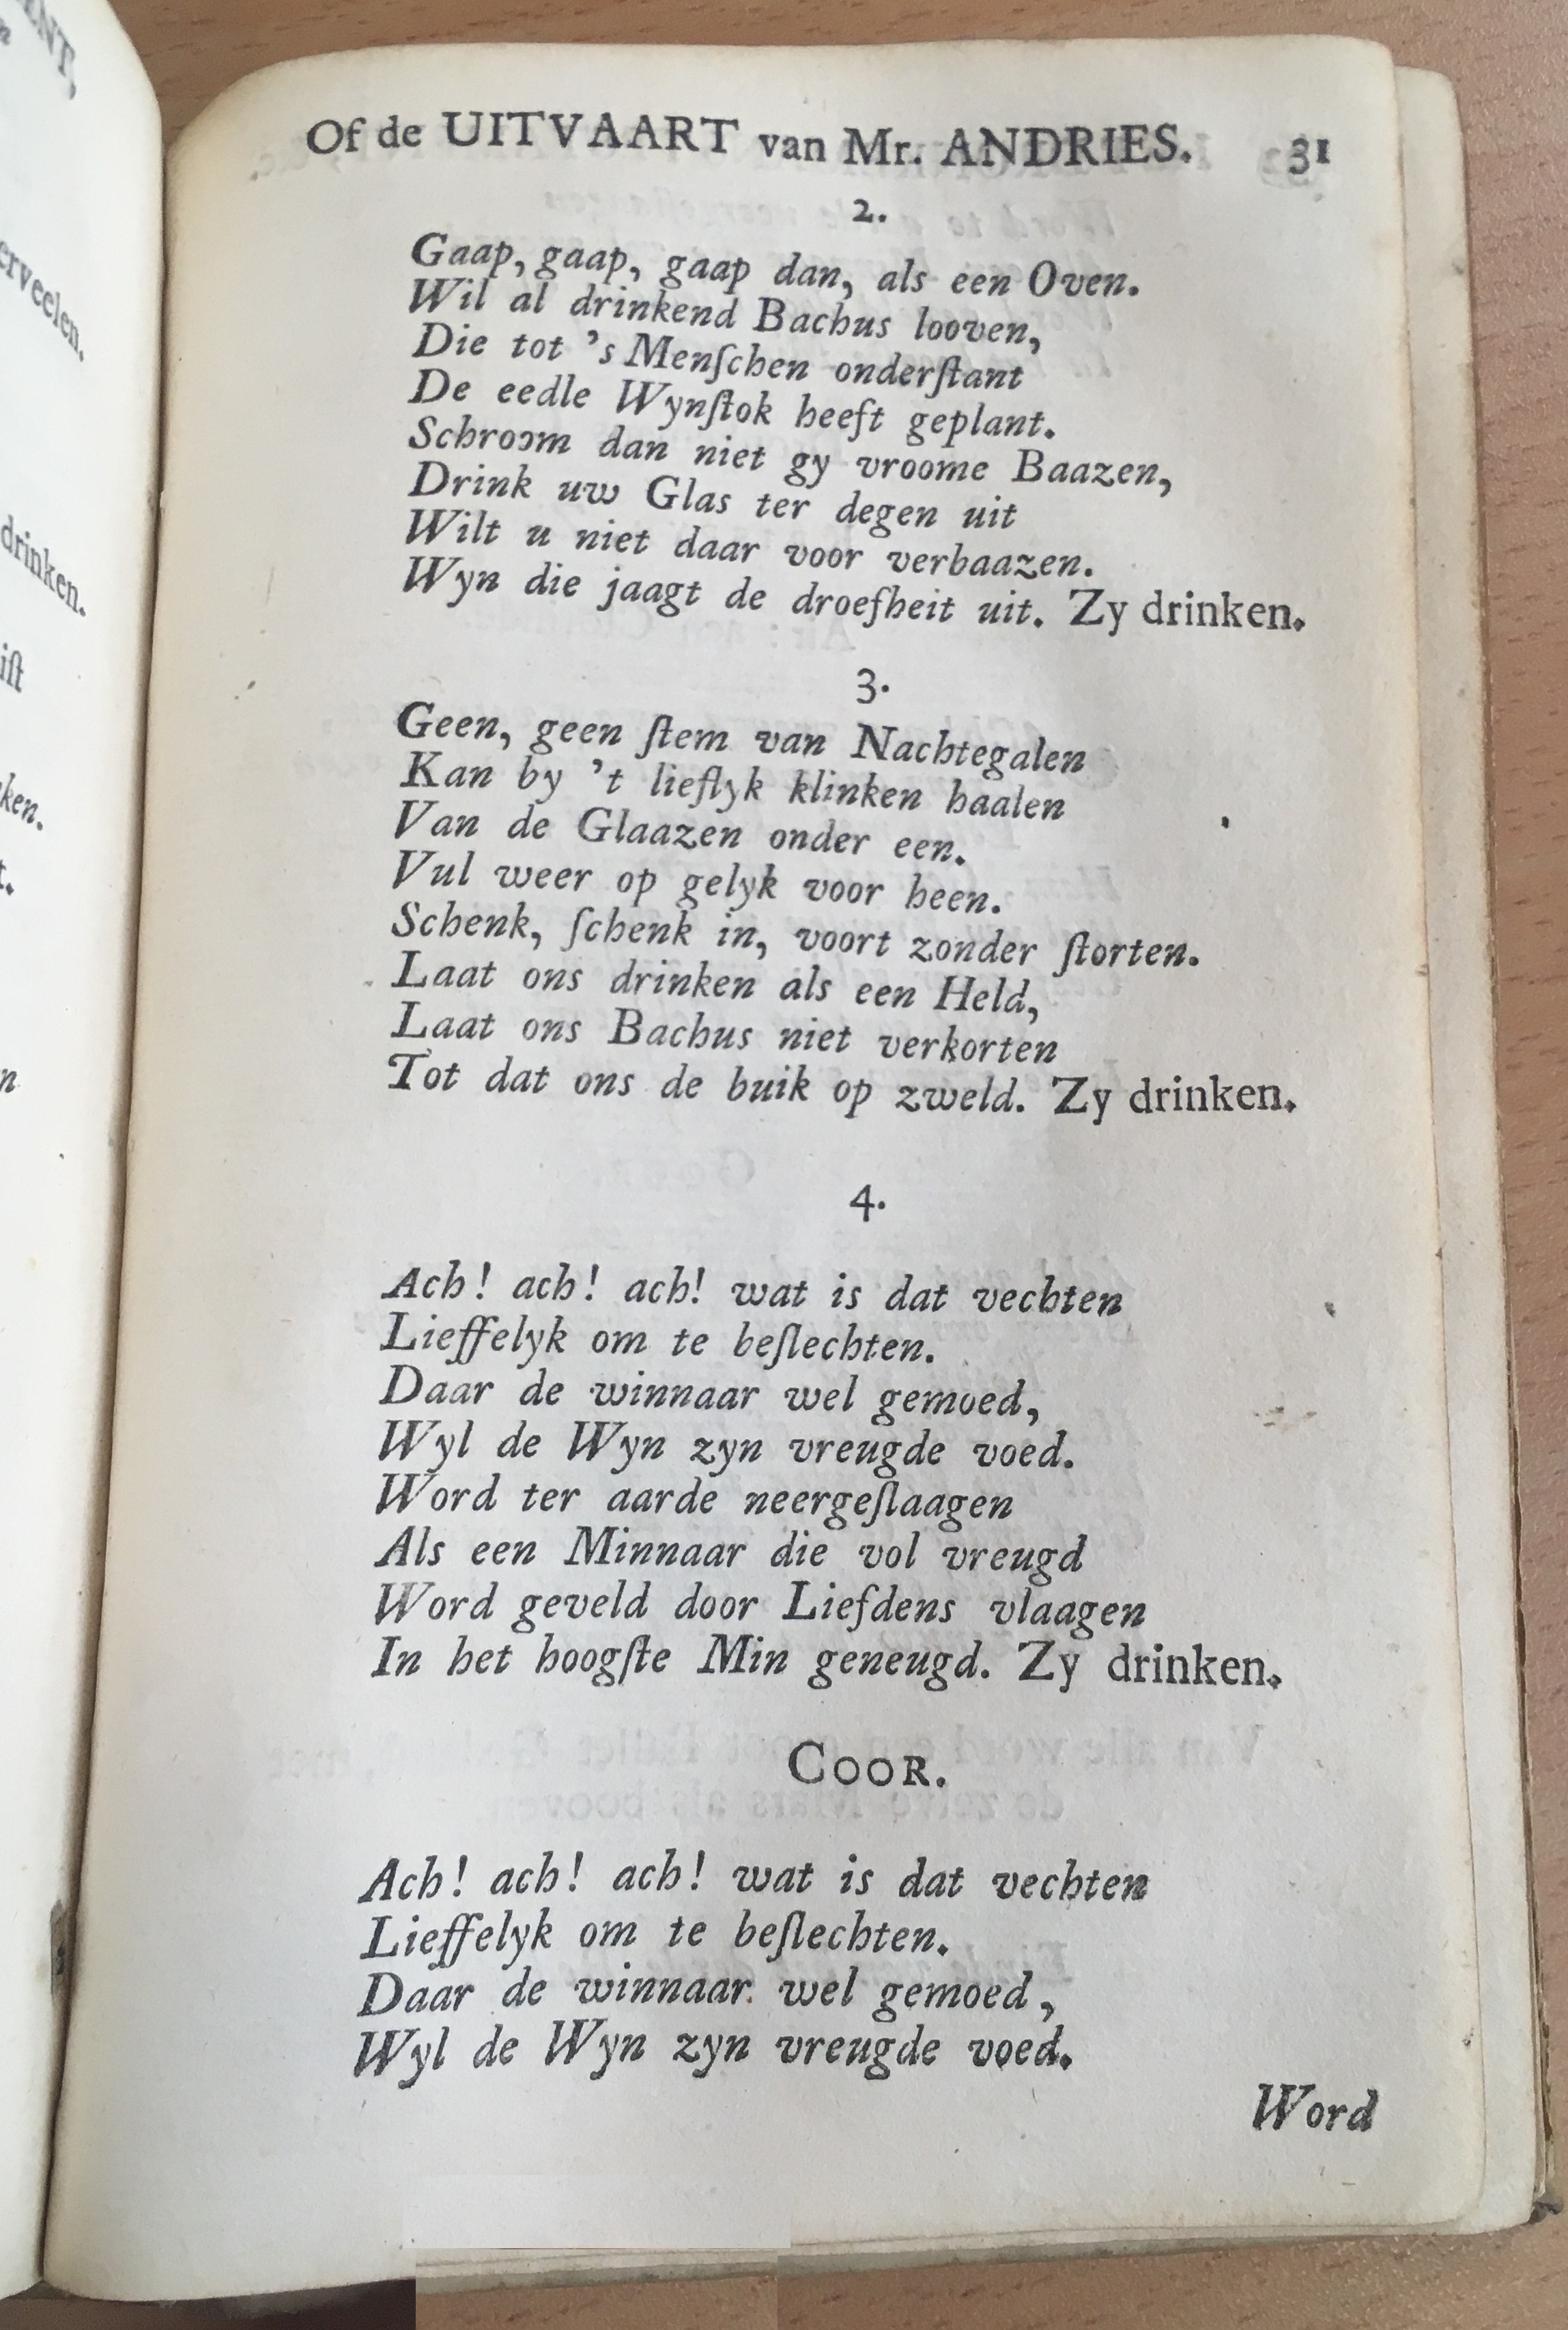 Of de UITVAART van Mr. ANDRIES. 31
2.
Gaap, gaap, gaap dan, als een Oven.
Wil al drinkend Bachus looven,
Die tot 's Menſchen onderſtant
De eedle Wynſtok heeft geplant.
Schroom dan niet gy vroome Baazen,
Drink uw Glas ter degen uit
Wilt u niet daar voor verbaazen.
Wyn die jaagt de droefheit uit. Zy drinken.
3.
Geen, geen ſtem van Nachtegalen
Kan by 't lieflyk klinken haalen
Van de Glaazen onder een.
Vul weer op gelyk voor heen.
Schenk, ſchenk in, voort zonder ſtorten.
Laat ons drinken als een Held,
Laat ons Bachus niet verkorten
Tot dat ons de buik op zweld. Zy drinken.
4.
Ach! ach! ach! wat is dat vechten
Lieffelyk om te beſlechten.
Daar de winnaar wel gemoed,
Wyl de Wyn zyn vreugde voed.
Word ter aarde neergeſlaagen
Als een Minnaar die vol vreugd
Word geveld door Liefdens vlaagen
In het hoogſte Min geneugd. Zy drinken.
COOR.
Ach! ach! ach! wat is dat vechten
Lieffelyk om te beſlechten.
Daar de winnaar wel gemoed,
Wyl de Wyn zyn vreugde voed.
Word